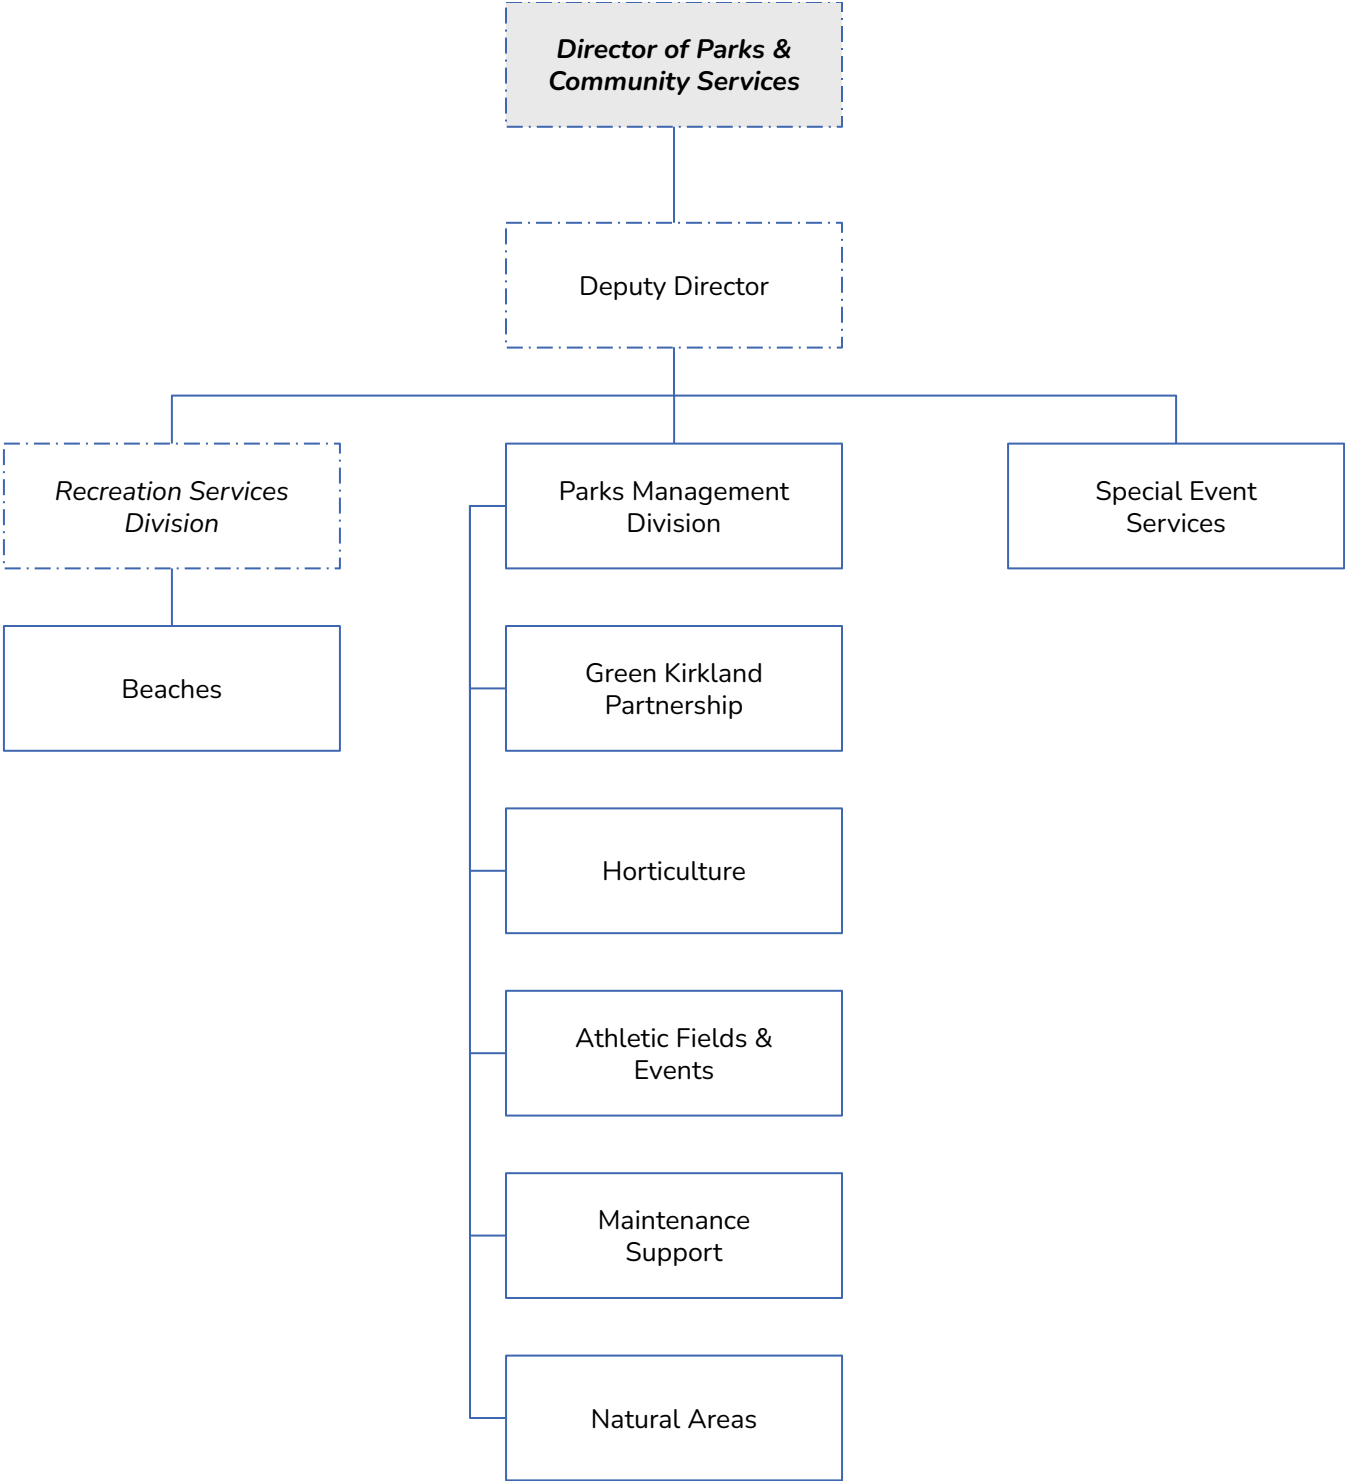 Director of Parks &
Community Services
Deputy Director
Recreation Services
Division
Parks Management
Division
Special Event
Services
Beaches
Green Kirkland
Partnership
Horticulture
Athletic Fields &
Events
Maintenance
Support
Natural Areas